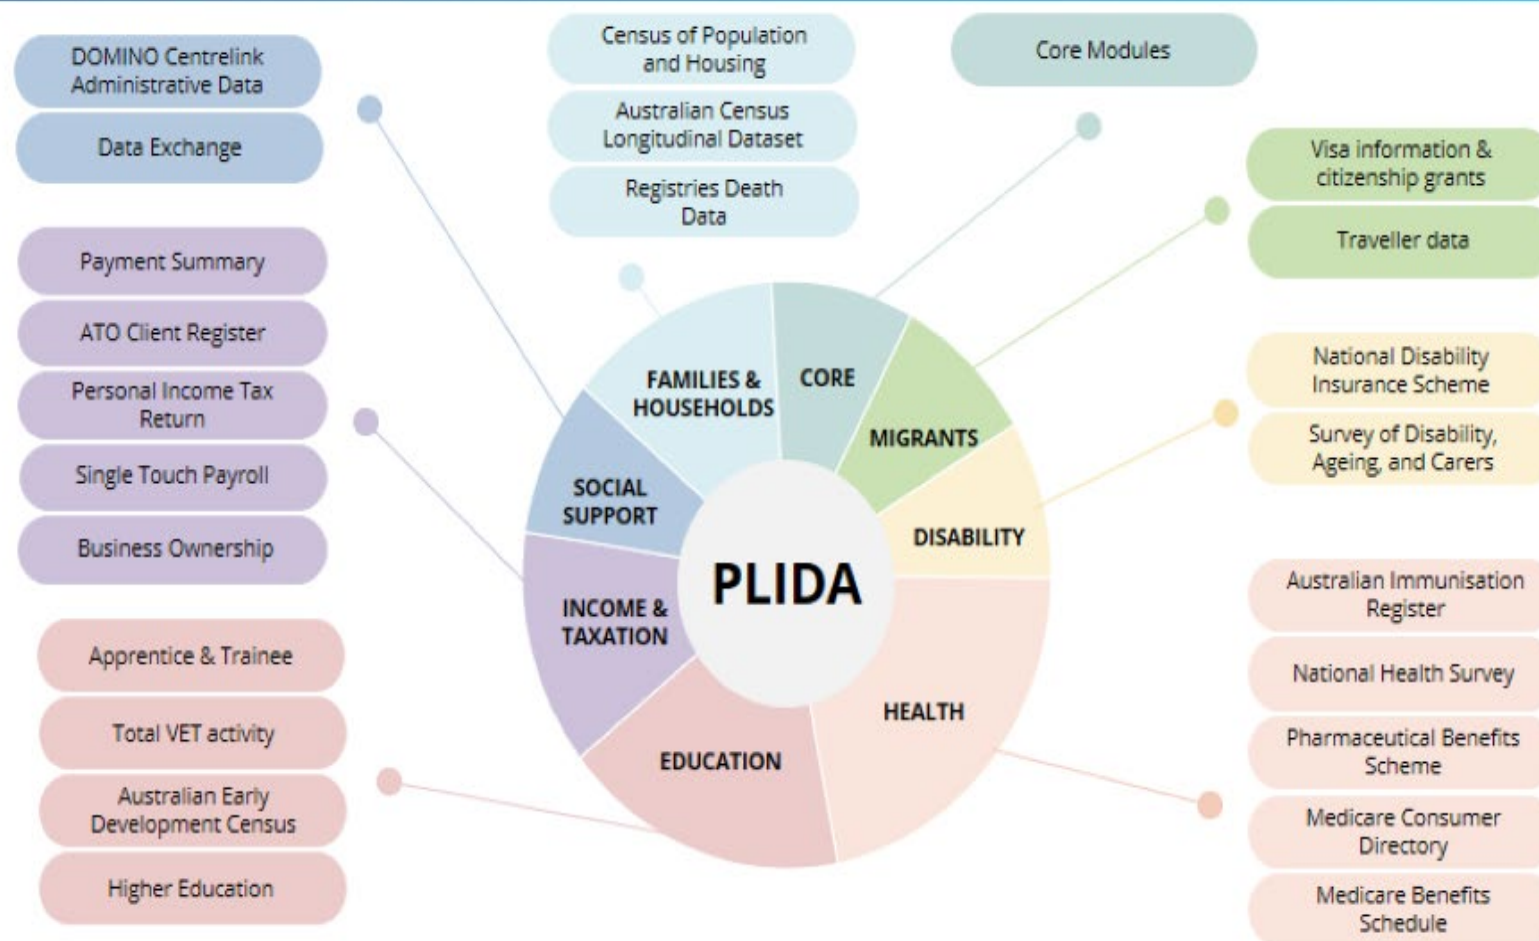 DOMINO Centrelink
Administrative Data
Data Exchange
Census of Population
and Housing
Australian Census
Longitudinal Dataset
Registries Death
Data
Core Modules
Visa information &
citizenship grants
Traveller data
Payment Summary
ATO Client Register
Personal Income Tax
Return
Single Touch Payroll
Business Ownership
National Disability
Insurance Scheme
Survey of Disability,
Ageing, and Carers
FAMILIES &
HOUSEHOLDS
CORE
MIGRANTS
SOCIAL
SUPPORT
DISABILITY
PLIDA
INCOME &
TAXATION
HEALTH
EDUCATION
Apprentice & Trainee
Total VET activity
Australian Early
Development Census
Higher Education
Australian Immunisation
Register
National Health Survey
Pharmaceutical Benefits
Scheme
Medicare Consumer
Directory
Medicare Benefits
Schedule